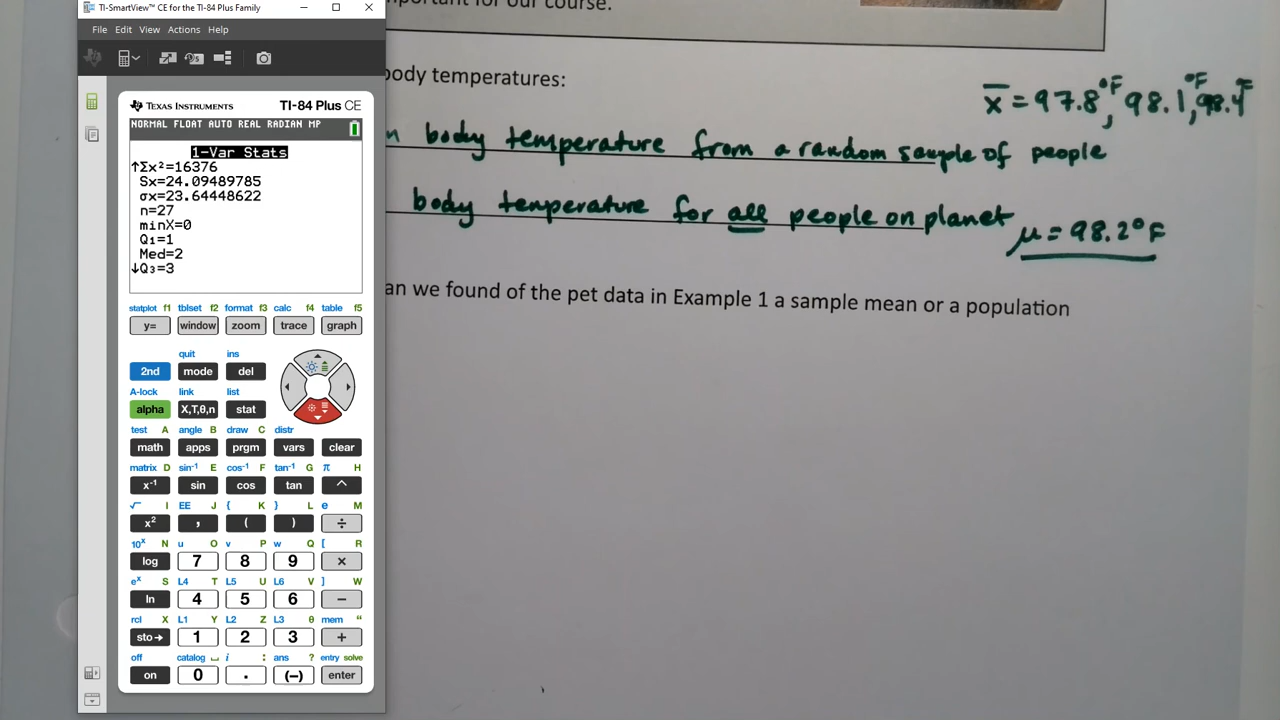 TI-SmartView™ CE for the TI-84 Plus Family
File Edit View Actions Help
TEXAS INSTRUMENTS TI-84 Plus CE
NORMAL FLOAT AUTO REAL RADIAN MP
1-Var Stats
↑Σx²=16376
Sx=24.09489785
σx=23.64448622
n=27
minX=0
Q₁=1
Med=2
↓Q₃=3
statplot f1 tblset f2 format f3 calc f4 table f5
y= window zoom trace graph
quit ins
2nd mode del
A-lock link list
alpha X,T,θ,n stat
test A angle B draw C distr
math apps prgm vars clear
matrix D sin⁻¹ E cos⁻¹ F tan⁻¹ G π H
x⁻¹ sin cos tan ^
√ I EE J { K } L e M
x² , ( ) ÷
10ˣ N u O v P w Q [ R
log 7 8 9 ×
eˣ S L4 T L5 U L6 V ] W
ln 4 5 6 −
rcl X L1 Y L2 Z L3 θ mem "
sto→ 1 2 3 +
off catalog i : ans ? entry solve
on 0 . (−) enter
portant for our course.
body temperatures:
x̄ = 97.8°F, 98.1°F, 98.4°F
body temperature from a random sample of people
body temperature for all people on planet
μ = 98.2°F
an we found of the pet data in Example 1 a sample mean or a population